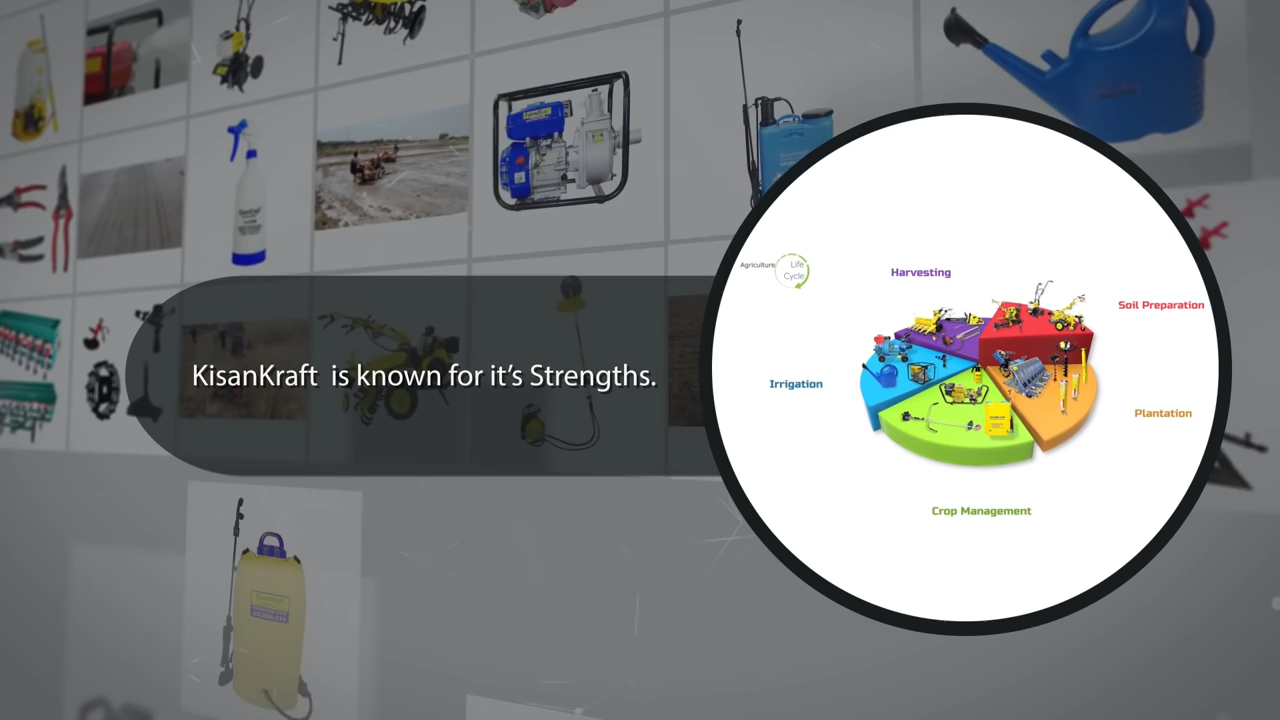 KisanKraft is known for it's Strengths.
Agriculture
Life
Cycle
Harvesting
Soil Preparation
Irrigation
Plantation
Crop Management